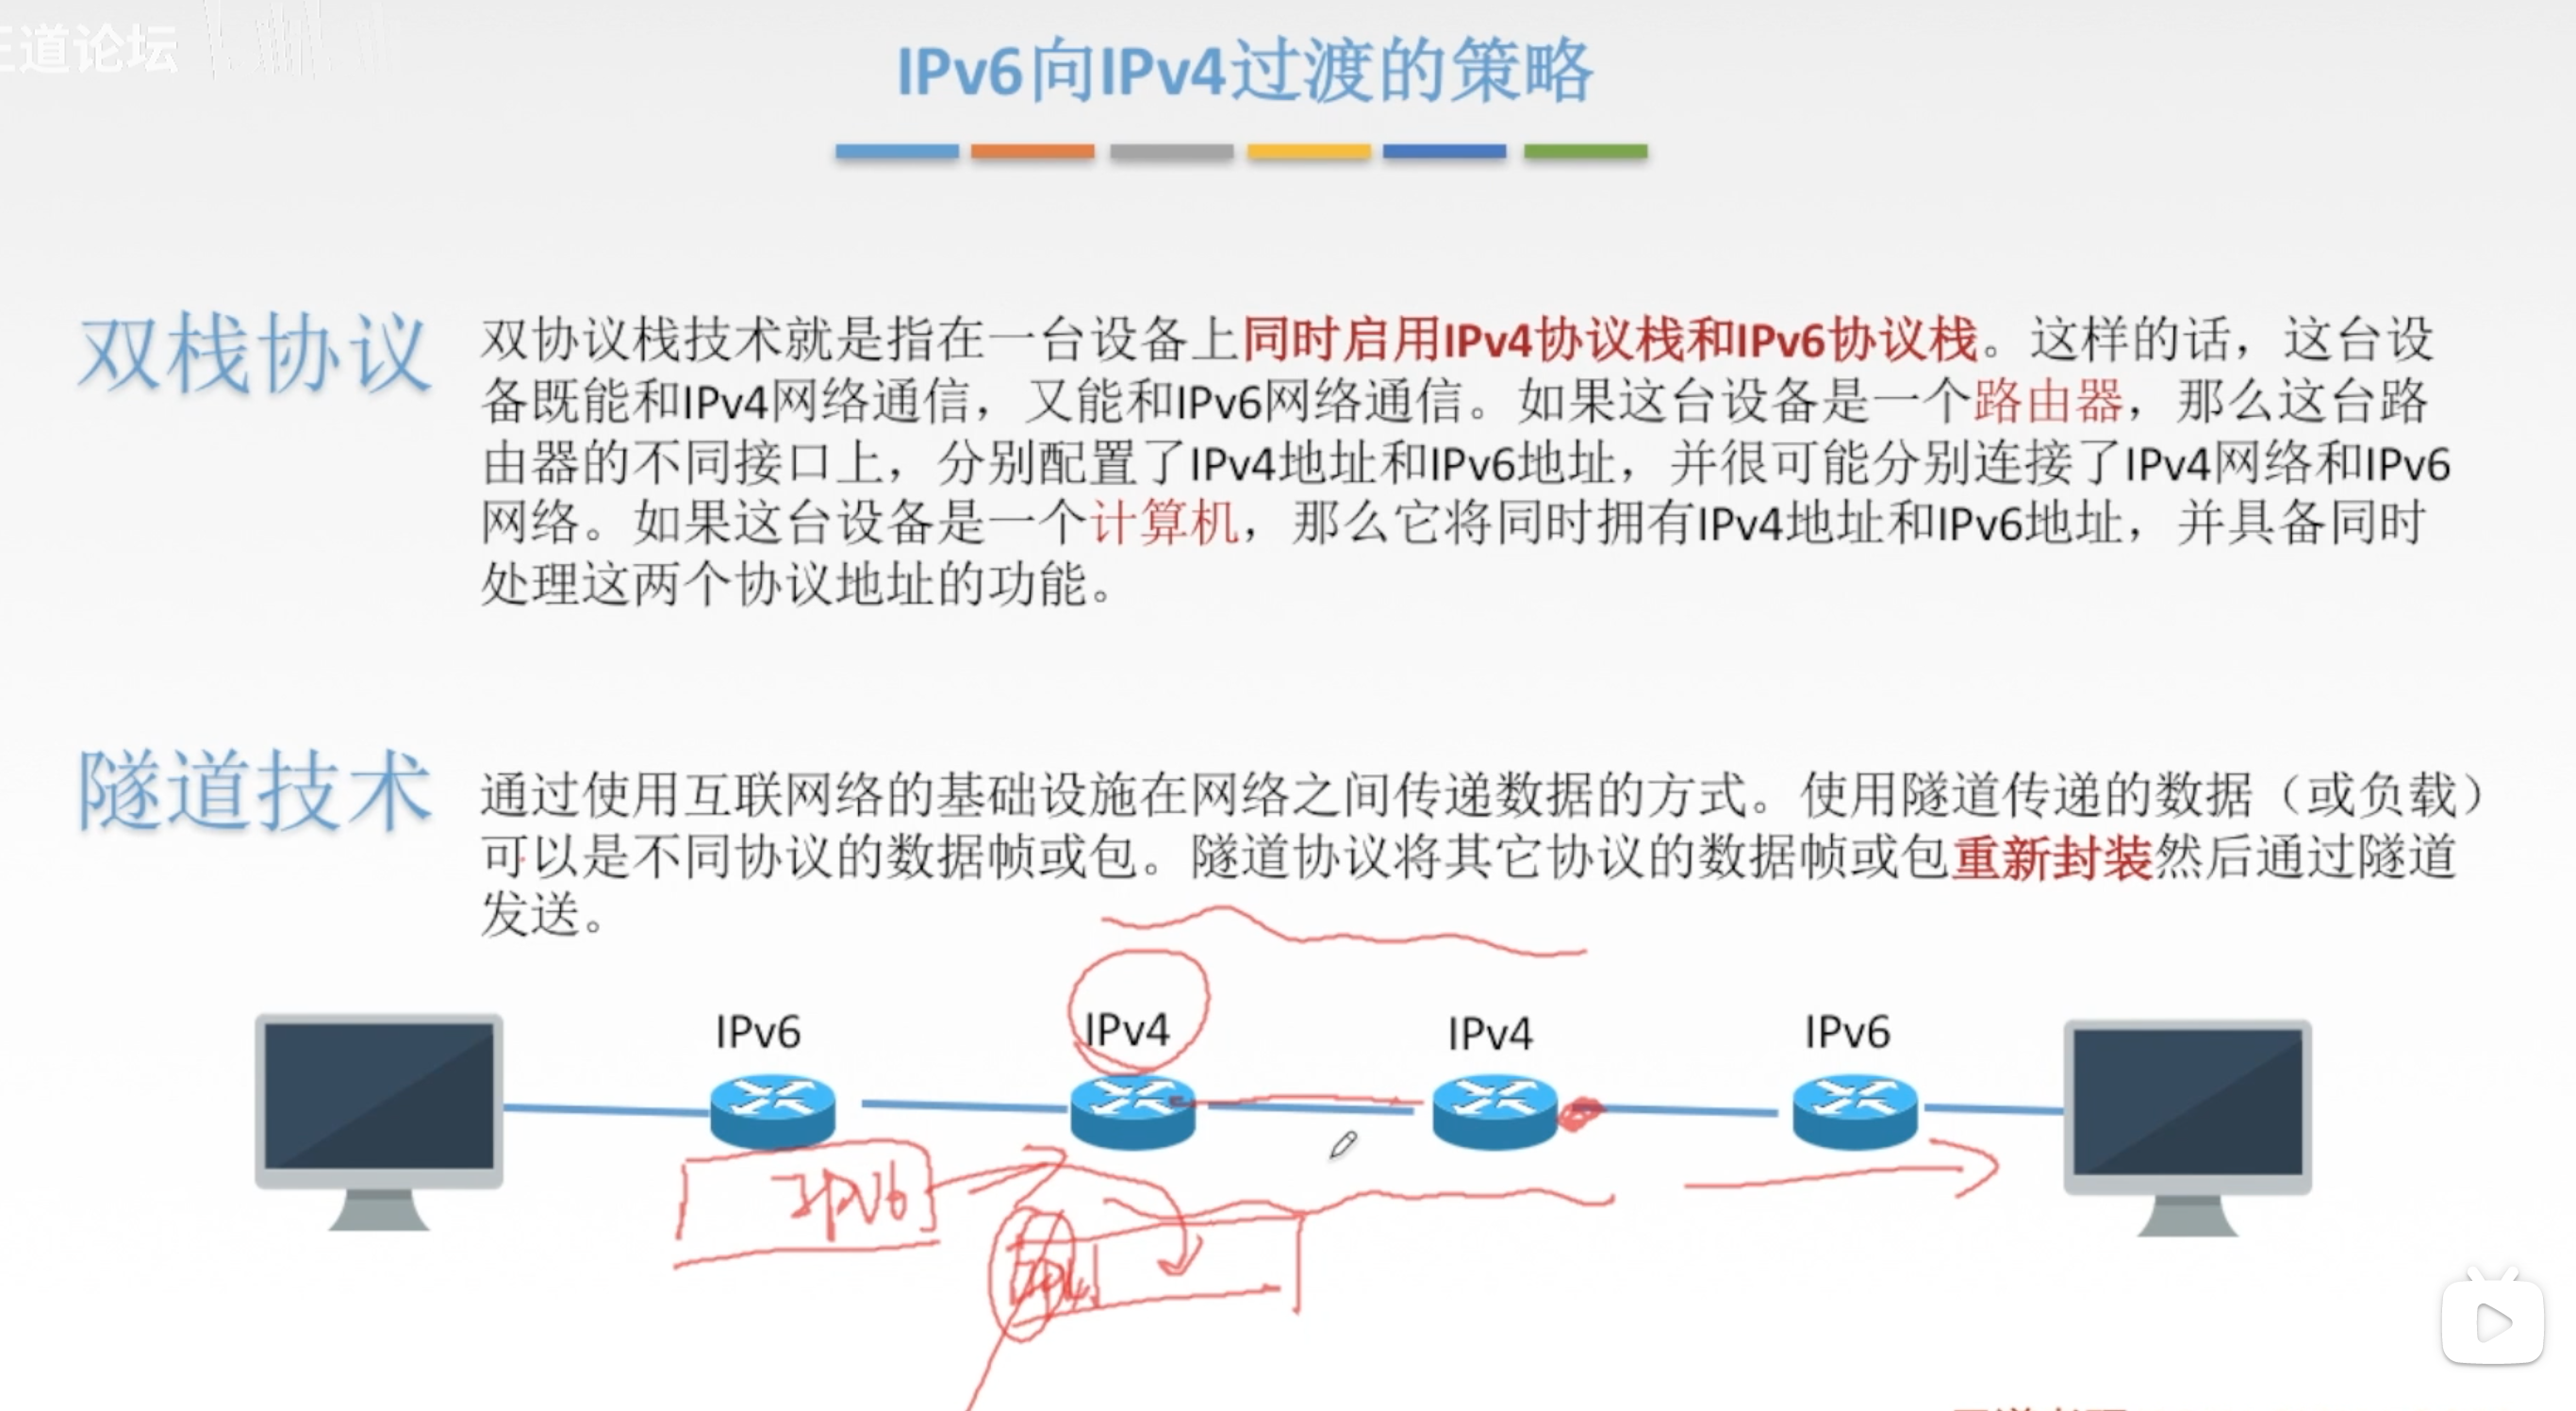 王道论坛
IPv6向IPv4过渡的策略
双栈协议
双协议栈技术就是指在一台设备上同时启用IPv4协议栈和IPv6协议栈。这样的话，这台设
备既能和IPv4网络通信，又能和IPv6网络通信。如果这台设备是一个路由器，那么这台路
由器的不同接口上，分别配置了IPv4地址和IPv6地址，并很可能分别连接了IPv4网络和IPv6
网络。如果这台设备是一个计算机，那么它将同时拥有IPv4地址和IPv6地址，并具备同时
处理这两个协议地址的功能。
隧道技术
通过使用互联网络的基础设施在网络之间传递数据的方式。使用隧道传递的数据（或负载）
可以是不同协议的数据帧或包。隧道协议将其它协议的数据帧或包重新封装然后通过隧道
发送。
IPv6 IPv4 IPv4 IPv6
IPV6